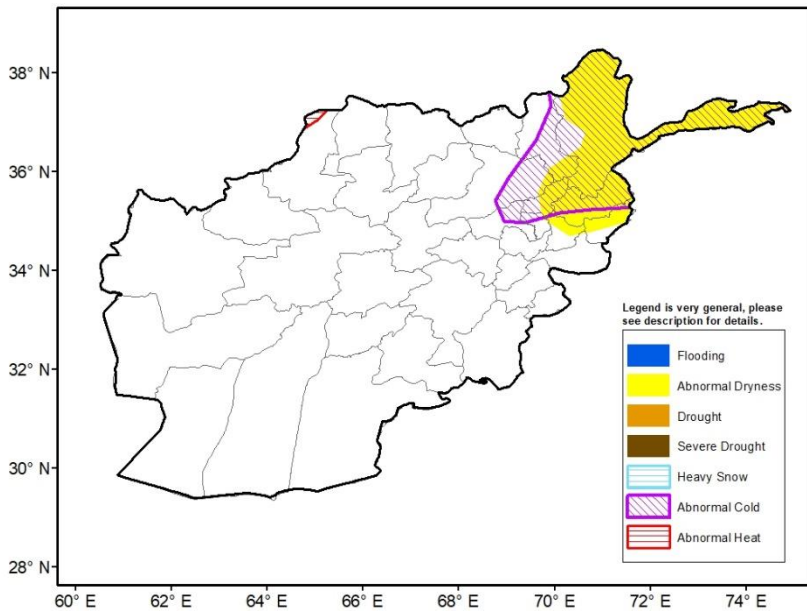 38° N
36° N
34° N
32° N
30° N
28° N
Legend is very general, please
see description for details.
Flooding
Abnormal Dryness
Drought
Severe Drought
Heavy Snow
Abnormal Cold
Abnormal Heat
60° E 62° E 64° E 66° E 68° E 70° E 72° E 74° E